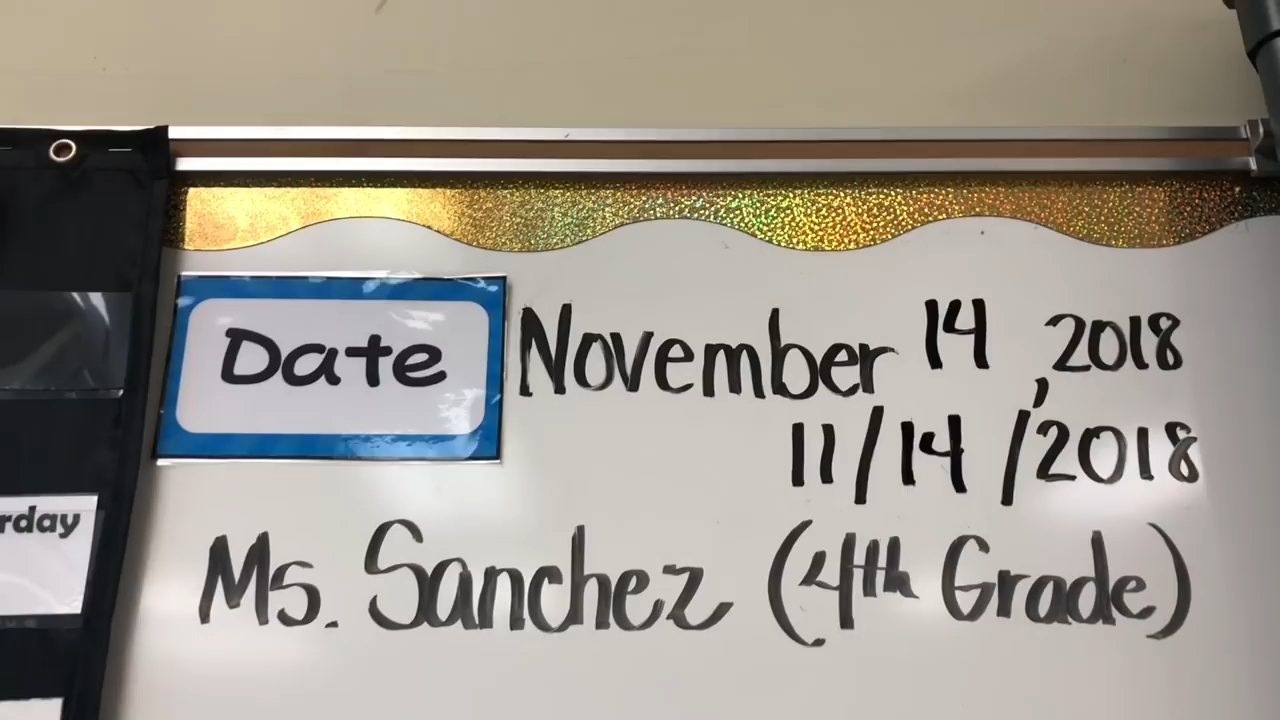 Date
November 14, 2018
11/14/2018
Ms. Sanchez (4th Grade)
rday